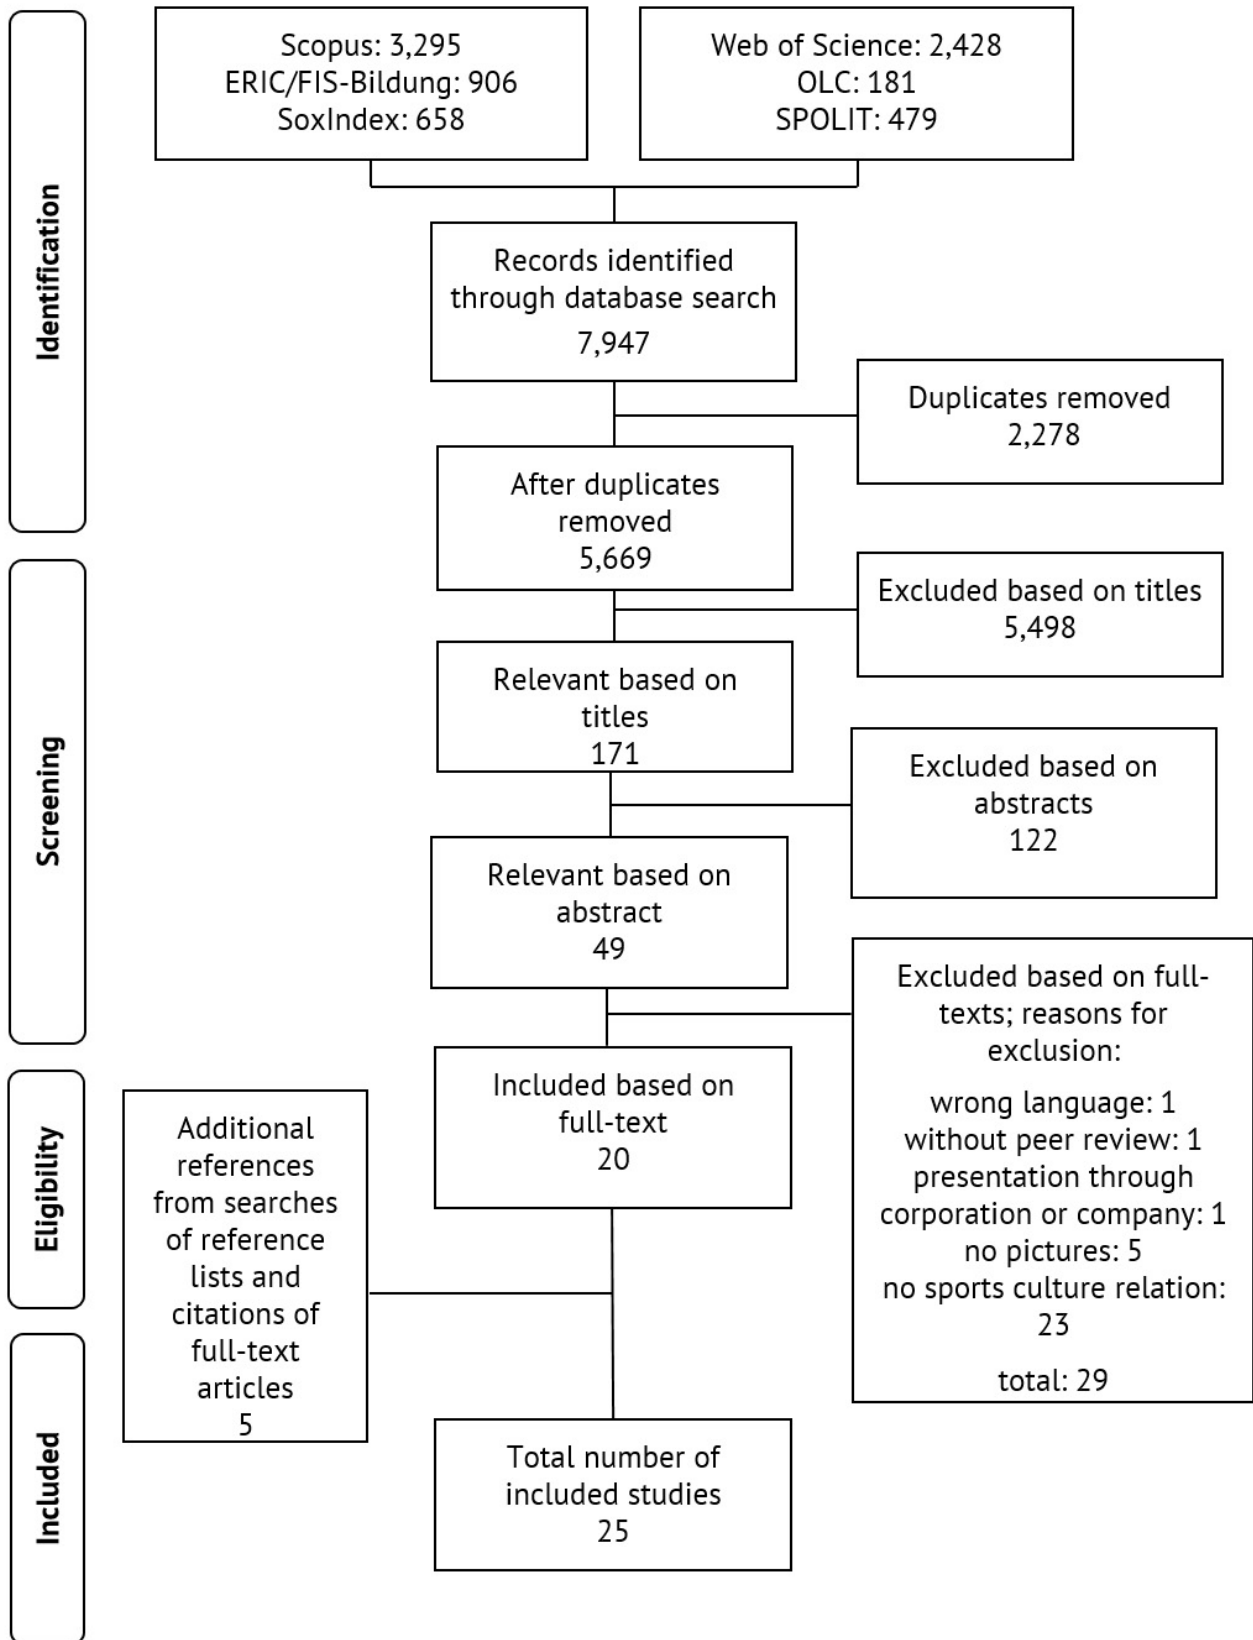 Identification
Scopus: 3,295
ERIC/FIS-Bildung: 906
SoxIndex: 658
Web of Science: 2,428
OLC: 181
SPOLIT: 479
Records identified
through database search
7,947
Duplicates removed
2,278
After duplicates
removed
5,669
Screening
Excluded based on titles
5,498
Relevant based on
titles
171
Excluded based on
abstracts
122
Relevant based on
abstract
49
Excluded based on full-
texts; reasons for
exclusion:
wrong language: 1
without peer review: 1
presentation through
corporation or company: 1
no pictures: 5
no sports culture relation:
23
total: 29
Eligibility
Included based on
full-text
20
Additional
references
from searches
of reference
lists and
citations of
full-text
articles
5
Included
Total number of
included studies
25